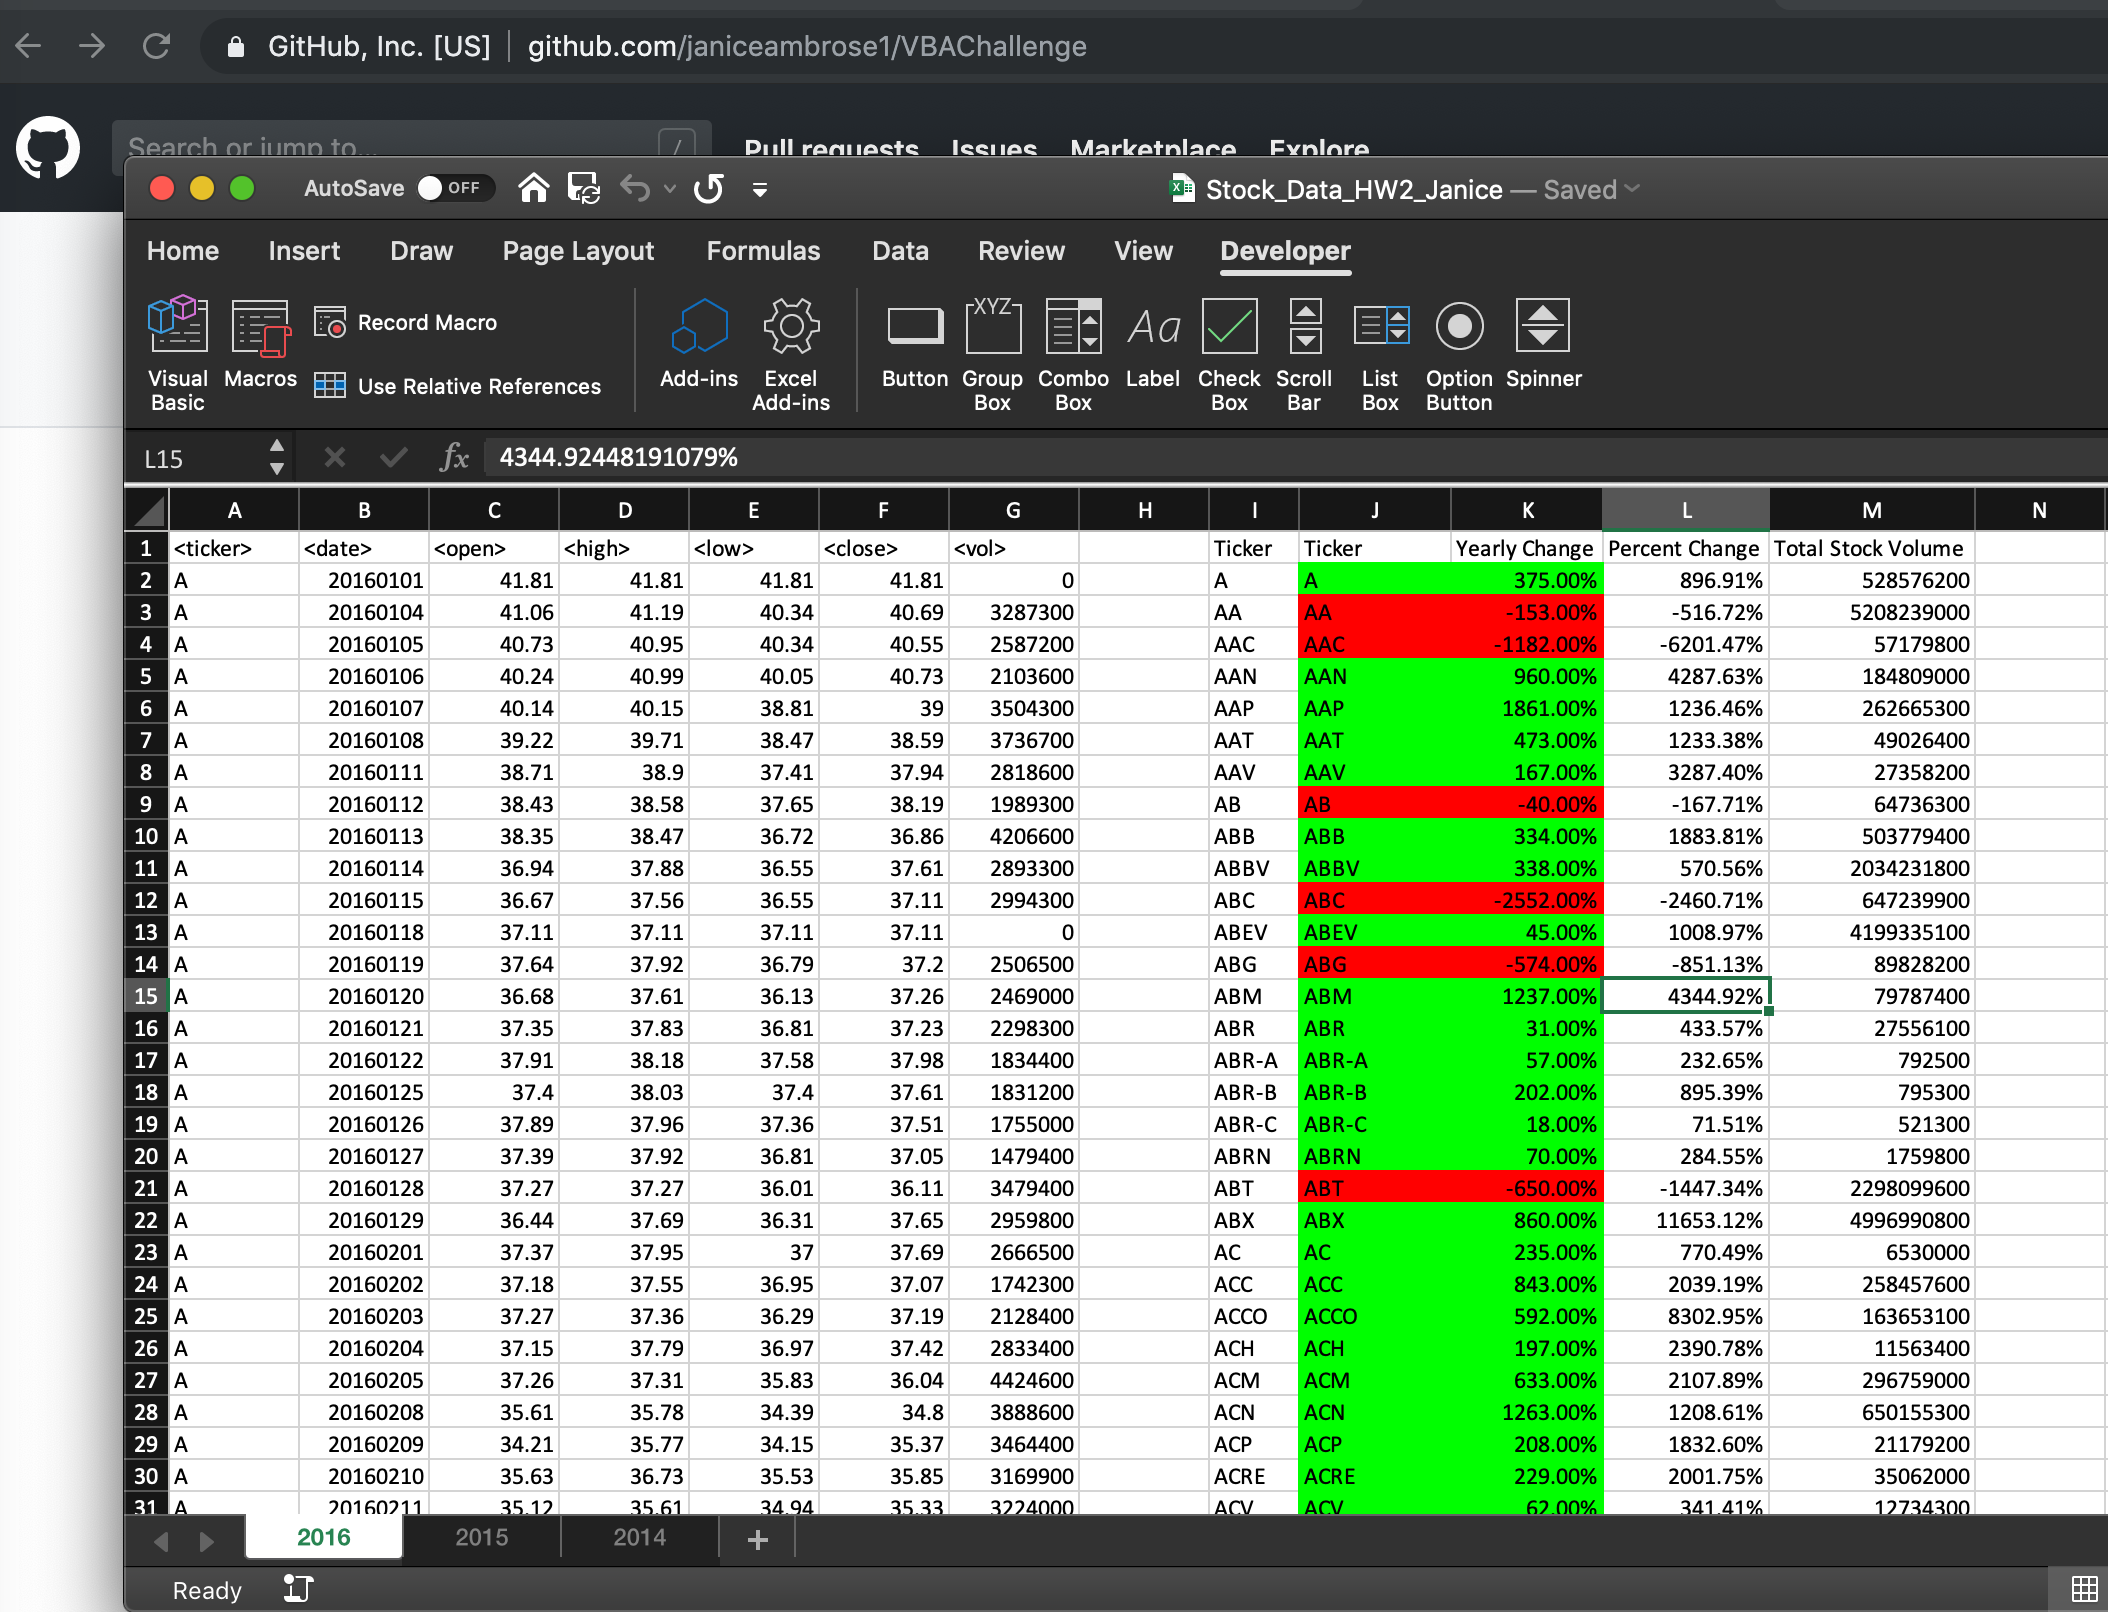 GitHub, Inc. [US] | github.com/janiceambrose1/VBAChallenge
Search or jump to... /
Pull requests Issues Marketplace Explore
AutoSave OFF Stock_Data_HW2_Janice — Saved
Home Insert Draw Page Layout Formulas Data Review View Developer
Visual Basic
Macros
Record Macro
Use Relative References
Add-ins
Excel Add-ins
Button
XYZ
Group Box
Combo Box
Aa
Label
Check Box
Scroll Bar
List Box
Option Button
Spinner
L15 fx 4344.92448191079%
A B C D E F G H I J K L M N
1 <ticker> <date> <open> <high> <low> <close> <vol> Ticker Ticker Yearly Change Percent Change Total Stock Volume
2 A 20160101 41.81 41.81 41.81 41.81 0 A A 375.00% 896.91% 528576200
3 A 20160104 41.06 41.19 40.34 40.69 3287300 AA AA -153.00% -516.72% 5208239000
4 A 20160105 40.73 40.95 40.34 40.55 2587200 AAC AAC -1182.00% -6201.47% 57179800
5 A 20160106 40.24 40.99 40.05 40.73 2103600 AAN AAN 960.00% 4287.63% 184809000
6 A 20160107 40.14 40.15 38.81 39 3504300 AAP AAP 1861.00% 1236.46% 262665300
7 A 20160108 39.22 39.71 38.47 38.59 3736700 AAT AAT 473.00% 1233.38% 49026400
8 A 20160111 38.71 38.9 37.41 37.94 2818600 AAV AAV 167.00% 3287.40% 27358200
9 A 20160112 38.43 38.58 37.65 38.19 1989300 AB AB -40.00% -167.71% 64736300
10 A 20160113 38.35 38.47 36.72 36.86 4206600 ABB ABB 334.00% 1883.81% 503779400
11 A 20160114 36.94 37.88 36.55 37.61 2893300 ABBV ABBV 338.00% 570.56% 2034231800
12 A 20160115 36.67 37.56 36.55 37.11 2994300 ABC ABC -2552.00% -2460.71% 647239900
13 A 20160118 37.11 37.11 37.11 37.11 0 ABEV ABEV 45.00% 1008.97% 4199335100
14 A 20160119 37.64 37.92 36.79 37.2 2506500 ABG ABG -574.00% -851.13% 89828200
15 A 20160120 36.68 37.61 36.13 37.26 2469000 ABM ABM 1237.00% 4344.92% 79787400
16 A 20160121 37.35 37.83 36.81 37.23 2298300 ABR ABR 31.00% 433.57% 27556100
17 A 20160122 37.91 38.18 37.58 37.98 1834400 ABR-A ABR-A 57.00% 232.65% 792500
18 A 20160125 37.4 38.03 37.4 37.61 1831200 ABR-B ABR-B 202.00% 895.39% 795300
19 A 20160126 37.89 37.96 37.36 37.51 1755000 ABR-C ABR-C 18.00% 71.51% 521300
20 A 20160127 37.39 37.92 36.81 37.05 1479400 ABRN ABRN 70.00% 284.55% 1759800
21 A 20160128 37.27 37.27 36.01 36.11 3479400 ABT ABT -650.00% -1447.34% 2298099600
22 A 20160129 36.44 37.69 36.31 37.65 2959800 ABX ABX 860.00% 11653.12% 4996990800
23 A 20160201 37.37 37.95 37 37.69 2666500 AC AC 235.00% 770.49% 6530000
24 A 20160202 37.18 37.55 36.95 37.07 1742300 ACC ACC 843.00% 2039.19% 258457600
25 A 20160203 37.27 37.36 36.29 37.19 2128400 ACCO ACCO 592.00% 8302.95% 163653100
26 A 20160204 37.15 37.79 36.97 37.42 2833400 ACH ACH 197.00% 2390.78% 11563400
27 A 20160205 37.26 37.31 35.83 36.04 4424600 ACM ACM 633.00% 2107.89% 296759000
28 A 20160208 35.61 35.78 34.39 34.8 3888600 ACN ACN 1263.00% 1208.61% 650155300
29 A 20160209 34.21 35.77 34.15 35.37 3464400 ACP ACP 208.00% 1832.60% 21179200
30 A 20160210 35.63 36.73 35.53 35.85 3169900 ACRE ACRE 229.00% 2001.75% 35062000
31 A 20160211 35.12 35.61 34.94 35.33 3224000 ACV ACV 62.00% 341.41% 12734300
2016 2015 2014 +
Ready